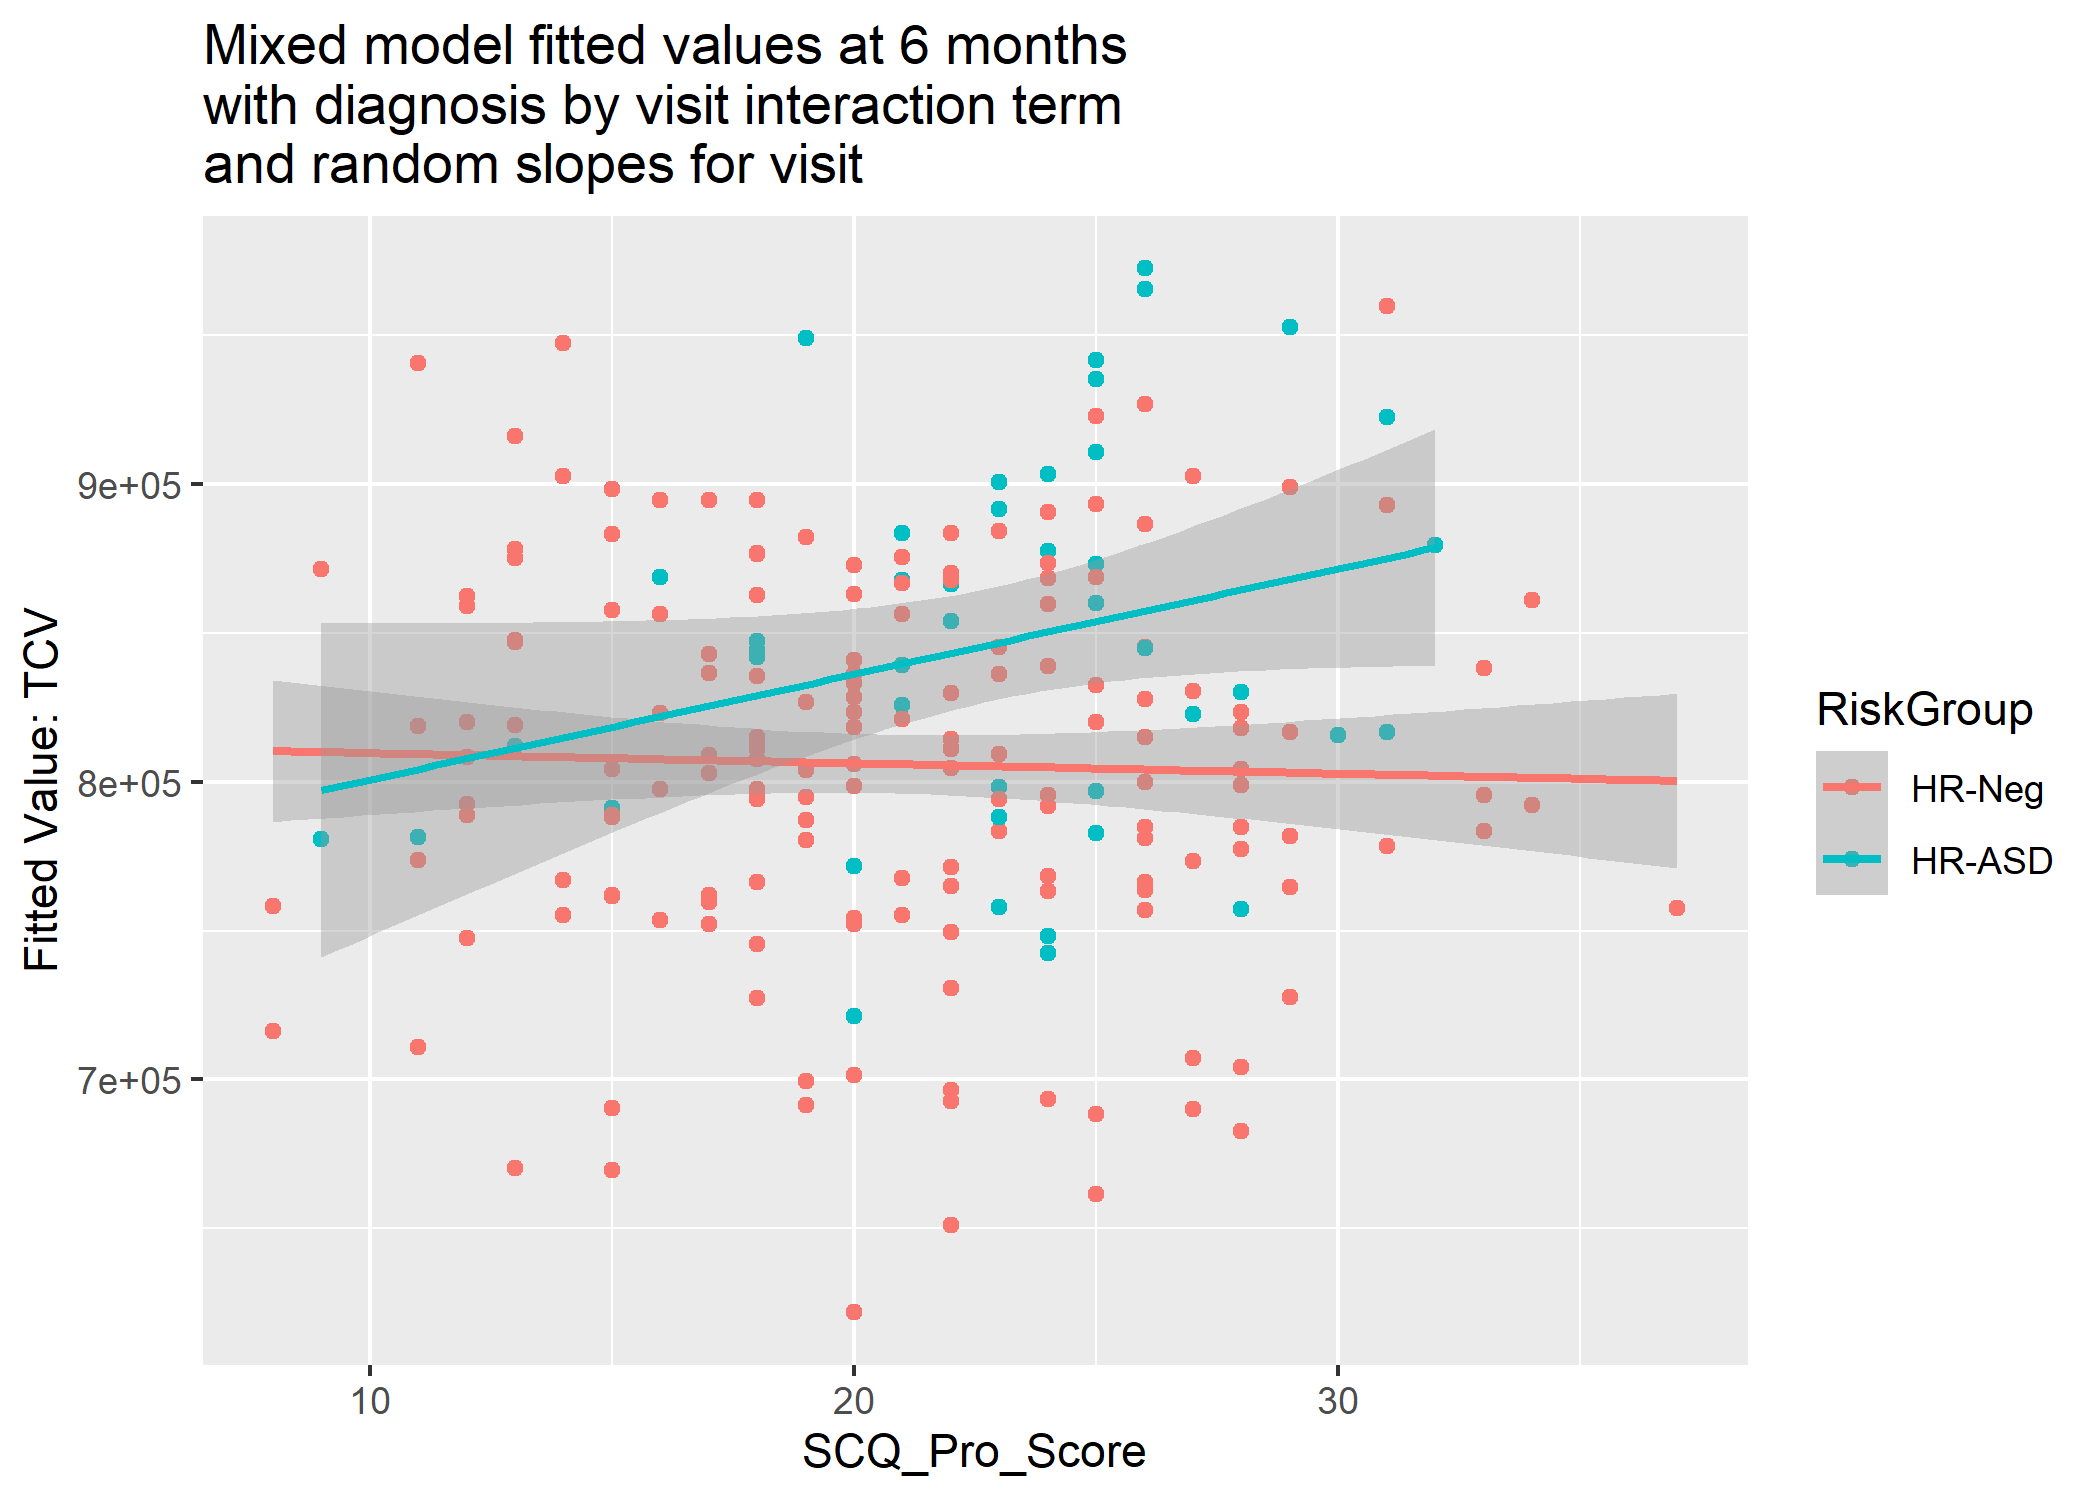 Mixed model fitted values at 6 months
with diagnosis by visit interaction term
and random slopes for visit
Fitted Value: TCV
9e+05
8e+05
7e+05
10
20
30
SCQ_Pro_Score
RiskGroup
HR-Neg
HR-ASD